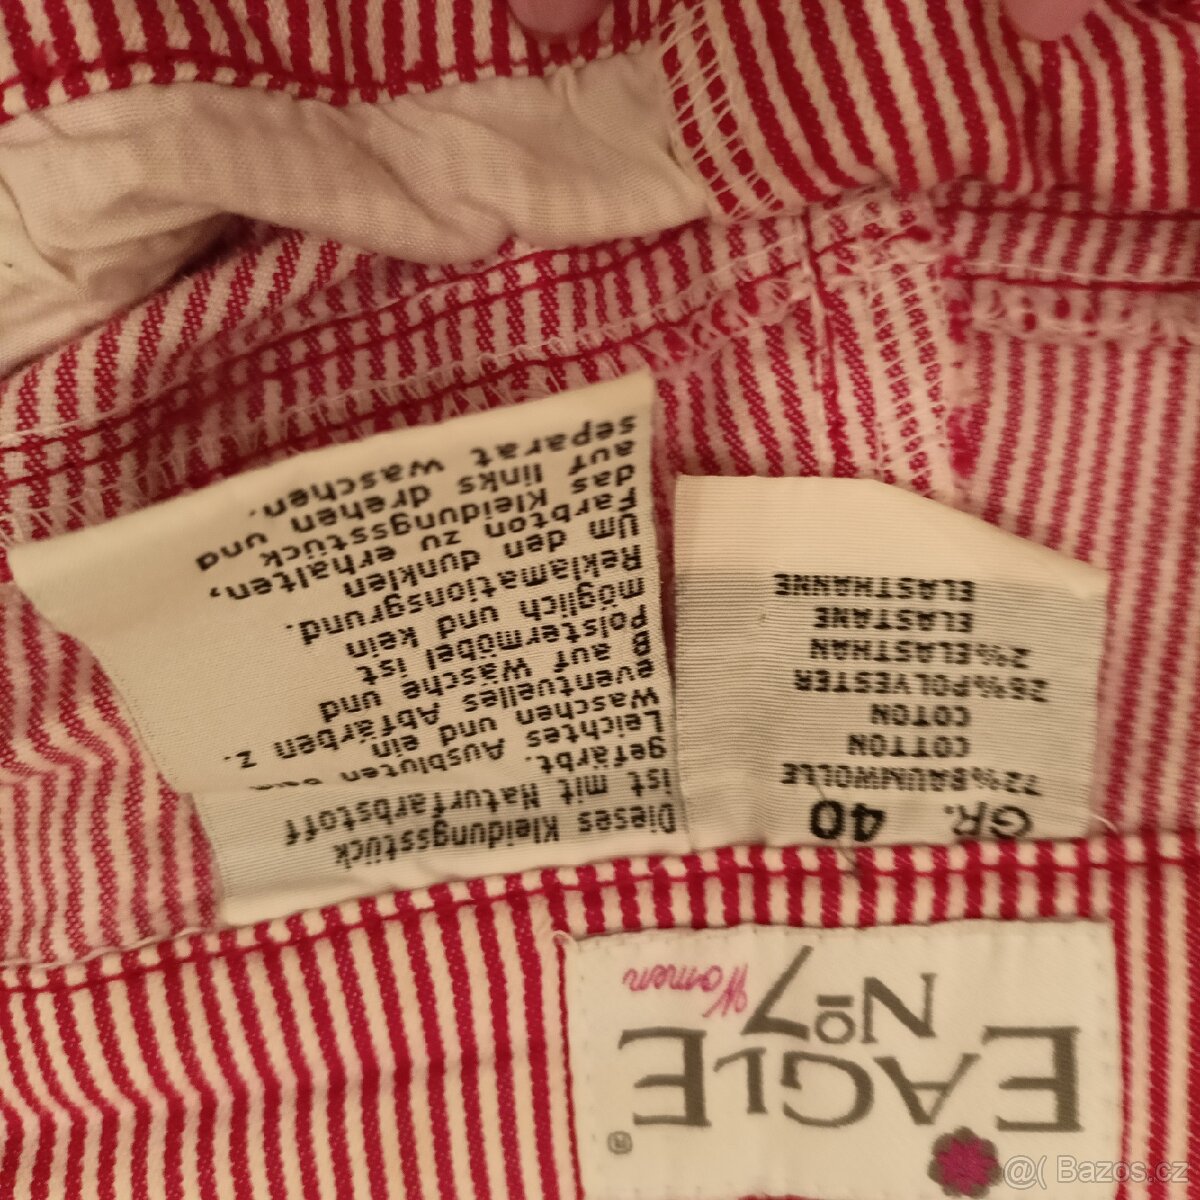 Dieses Kleidungsstück
ist mit Naturfarbstoff
gefärbt.
Leichtes Ausbluten beim
Waschen und ein
eventuelles Abfärben z.
B auf Wäsche und
Polstermöbel ist
möglich und kein
Reklamationsgrund.
Um den dunklen
Farbton zu erhalten,
das Kleidungsstück
auf links drehen und
separat waschen.
GR. 40
72%BAUMWOLLE
COTTON
COTON
26%POLYESTER
2%ELASTHAN
ELASTANE
ELASTHANNE
EAGLE
No7
Women
®
@( Bazos.cz